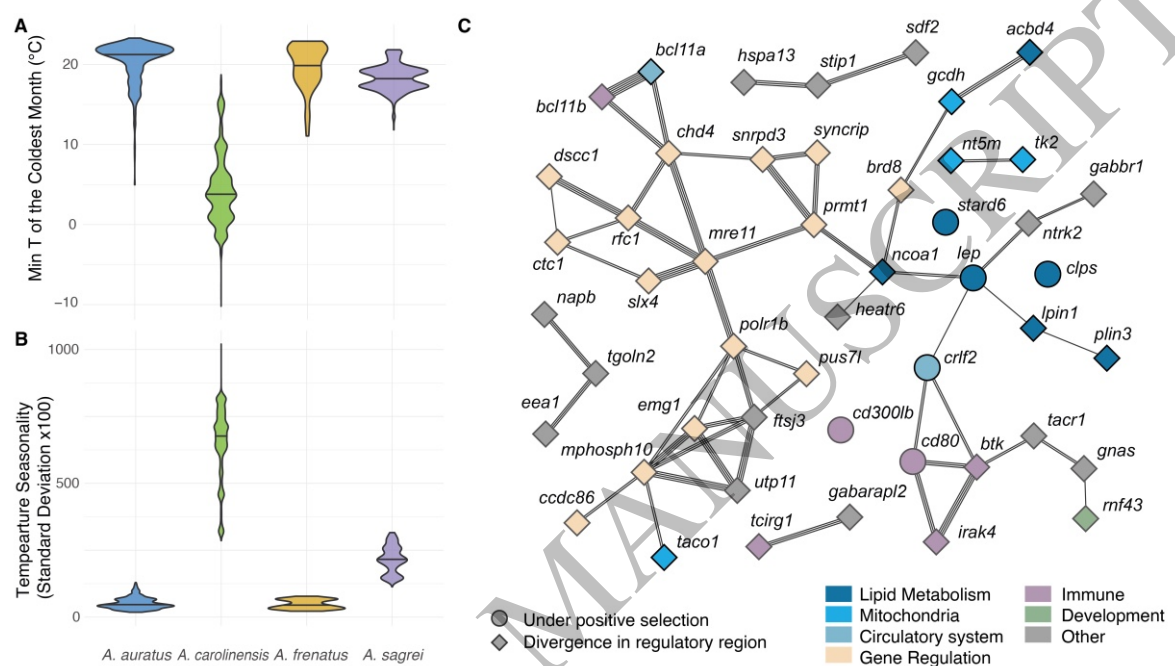 A
Min T of the Coldest Month (°C)
20
10
0
−10
B
Tempearture Seasonality
(Standard Deviation x100)
1000
500
0
A. auratus A. carolinensis A. frenatus A. sagrei
C
bcl11a
bcl11b
hspa13
stip1
sdf2
acbd4
gcdh
chd4
snrpd3
syncrip
nt5m
tk2
dscc1
brd8
gabbr1
stard6
rfc1
mre11
prmt1
ntrk2
ctc1
ncoa1
lep
clps
slx4
napb
heatr6
lpin1
polr1b
plin3
tgoln2
pus7l
crlf2
eea1
emg1
ftsj3
cd300lb
tacr1
mphosph10
cd80
btk
gnas
utp11
ccdc86
gabarapl2
rnf43
tcirg1
irak4
taco1
Under positive selection
Divergence in regulatory region
Lipid Metabolism
Mitochondria
Circulatory system
Gene Regulation
Immune
Development
Other
MANUSCRIPT